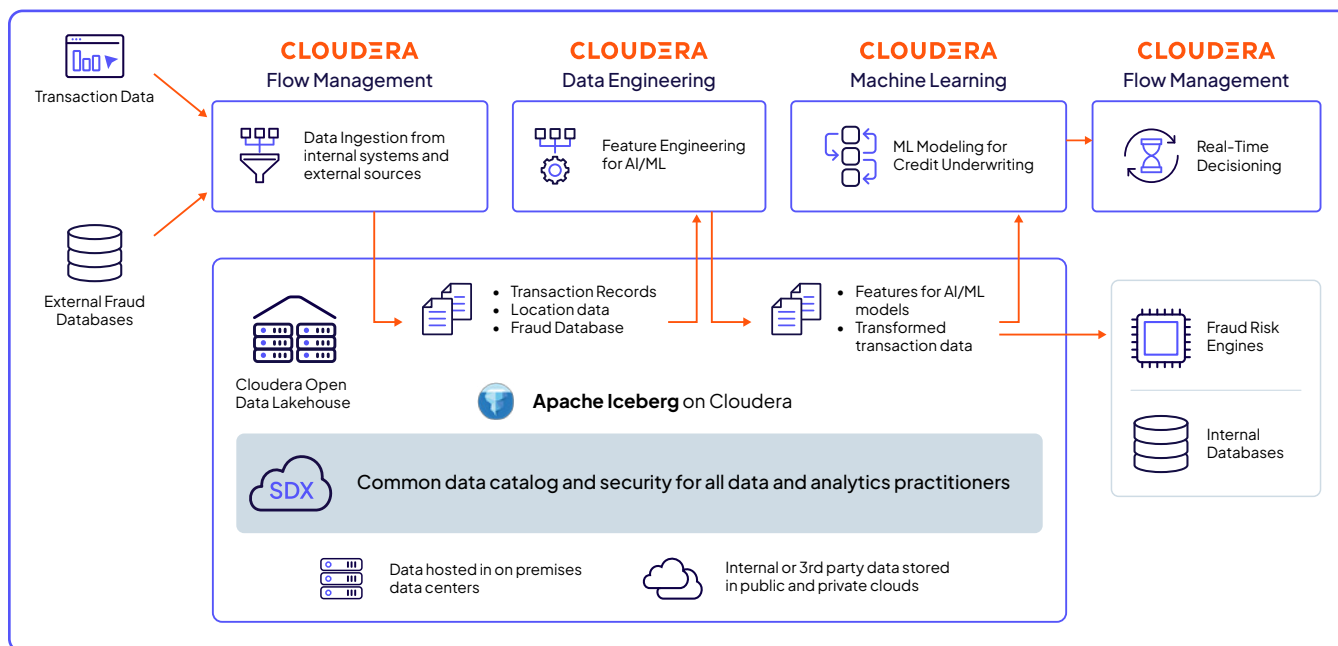 Transaction Data
External Fraud
Databases
CLOUDERA
Flow Management
Data Ingestion from
internal systems and
external sources
CLOUDERA
Data Engineering
Feature Engineering
for AI/ML
CLOUDERA
Machine Learning
ML Modeling for
Credit Underwriting
CLOUDERA
Flow Management
Real-Time
Decisioning
Cloudera Open
Data Lakehouse
• Transaction Records
• Location data
• Fraud Database
• Features for AI/ML
models
• Transformed
transaction data
Fraud Risk
Engines
Internal
Databases
Apache Iceberg on Cloudera
SDX
Common data catalog and security for all data and analytics practitioners
Data hosted in on premises
data centers
Internal or 3rd party data stored
in public and private clouds